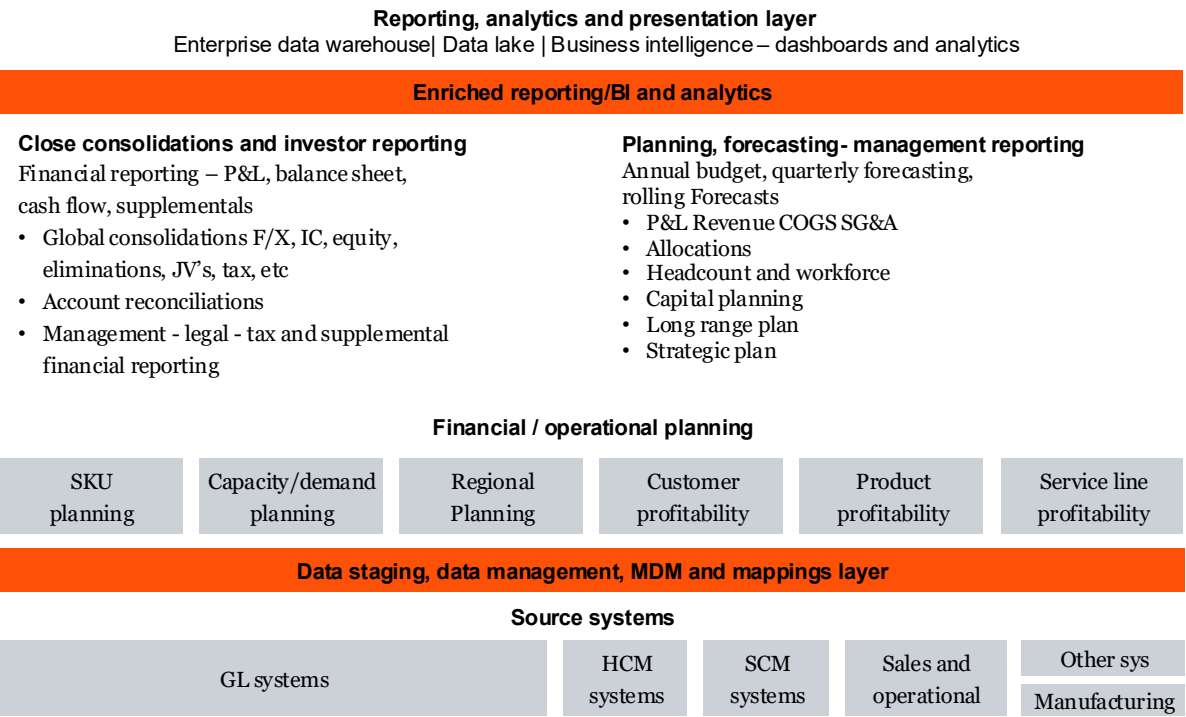 Reporting, analytics and presentation layer
Enterprise data warehouse| Data lake | Business intelligence – dashboards and analytics
Enriched reporting/BI and analytics
Close consolidations and investor reporting
Financial reporting – P&L, balance sheet,
cash flow, supplementals
• Global consolidations F/X, IC, equity,
eliminations, JV’s, tax, etc
• Account reconciliations
• Management - legal - tax and supplemental
financial reporting
Planning, forecasting- management reporting
Annual budget, quarterly forecasting,
rolling Forecasts
• P&L Revenue COGS SG&A
• Allocations
• Headcount and workforce
• Capital planning
• Long range plan
• Strategic plan
Financial / operational planning
SKU
planning
Capacity/demand
planning
Regional
Planning
Customer
profitability
Product
profitability
Service line
profitability
Data staging, data management, MDM and mappings layer
Source systems
GL systems
HCM
systems
SCM
systems
Sales and
operational
Other sys
Manufacturing